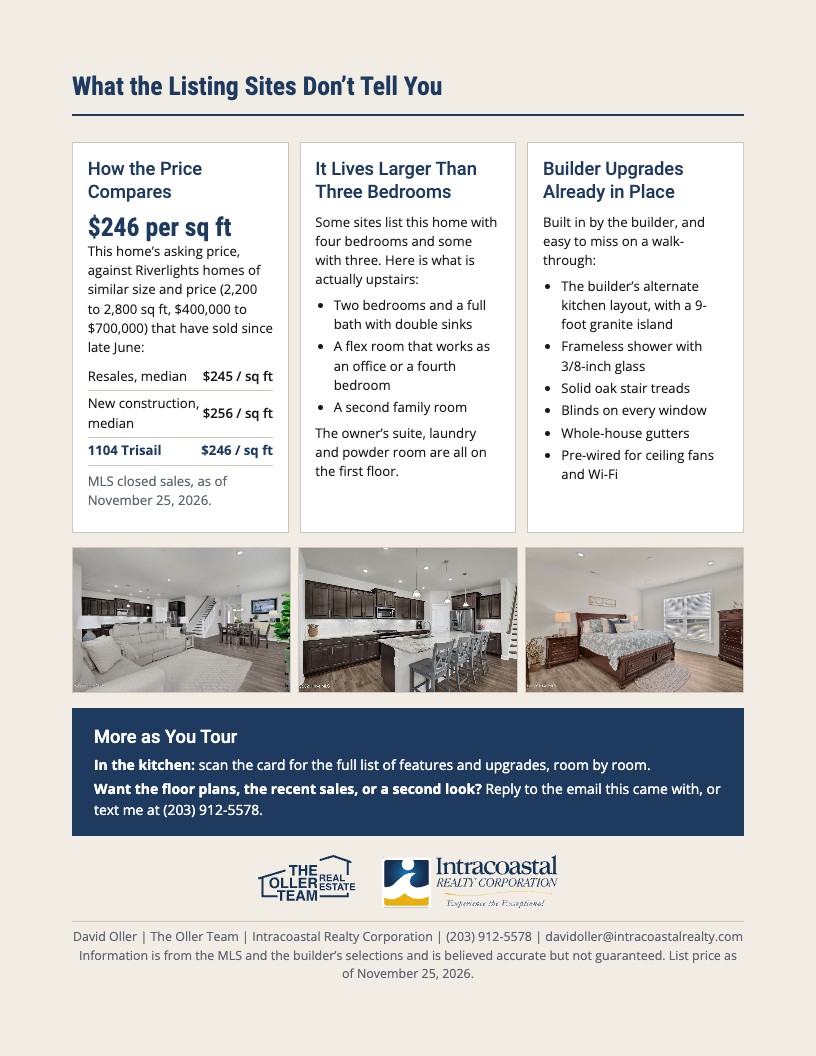 What the Listing Sites Don’t Tell You
How the Price
Compares
$246 per sq ft
This home’s asking price,
against Riverlights homes of
similar size and price (2,200
to 2,800 sq ft, $400,000 to
$700,000) that have sold since
late June:
Resales, median $245 / sq ft
New construction,
median $256 / sq ft
1104 Trisail $246 / sq ft
MLS closed sales, as of
November 25, 2026.
It Lives Larger Than
Three Bedrooms
Some sites list this home with
four bedrooms and some
with three. Here is what is
actually upstairs:
• Two bedrooms and a full
bath with double sinks
• A flex room that works as
an office or a fourth
bedroom
• A second family room
The owner’s suite, laundry
and powder room are all on
the first floor.
Builder Upgrades
Already in Place
Built in by the builder, and
easy to miss on a walk-
through:
• The builder’s alternate
kitchen layout, with a 9-
foot granite island
• Frameless shower with
3/8-inch glass
• Solid oak stair treads
• Blinds on every window
• Whole-house gutters
• Pre-wired for ceiling fans
and Wi-Fi
More as You Tour
In the kitchen: scan the card for the full list of features and upgrades, room by room.
Want the floor plans, the recent sales, or a second look? Reply to the email this came with, or
text me at (203) 912-5578.
THE
OLLER
TEAM
REAL
ESTATE
Intracoastal
REALTY CORPORATION
Experience the Exceptional
David Oller | The Oller Team | Intracoastal Realty Corporation | (203) 912-5578 | davidoller@intracoastalrealty.com
Information is from the MLS and the builder’s selections and is believed accurate but not guaranteed. List price as
of November 25, 2026.